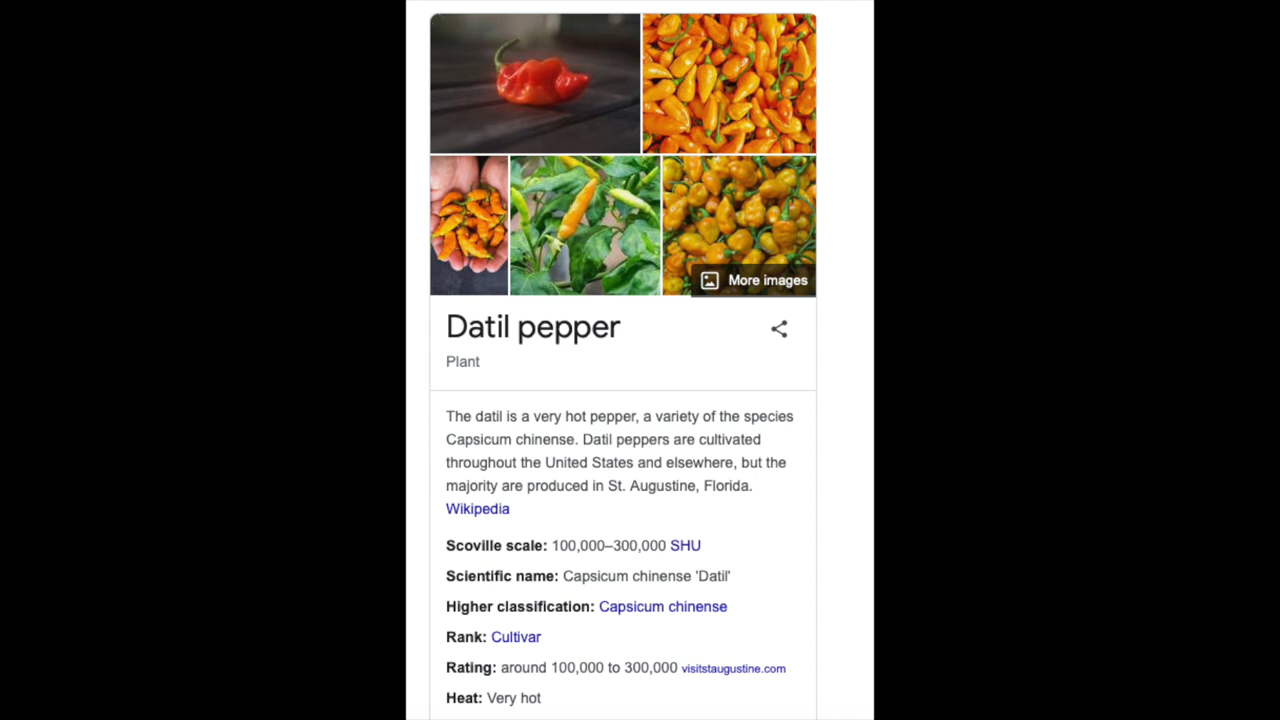 More images
Datil pepper
Plant
The datil is a very hot pepper, a variety of the species
Capsicum chinense. Datil peppers are cultivated
throughout the United States and elsewhere, but the
majority are produced in St. Augustine, Florida.
Wikipedia
Scoville scale: 100,000–300,000 SHU
Scientific name: Capsicum chinense 'Datil'
Higher classification: Capsicum chinense
Rank: Cultivar
Rating: around 100,000 to 300,000 visitstaugustine.com
Heat: Very hot